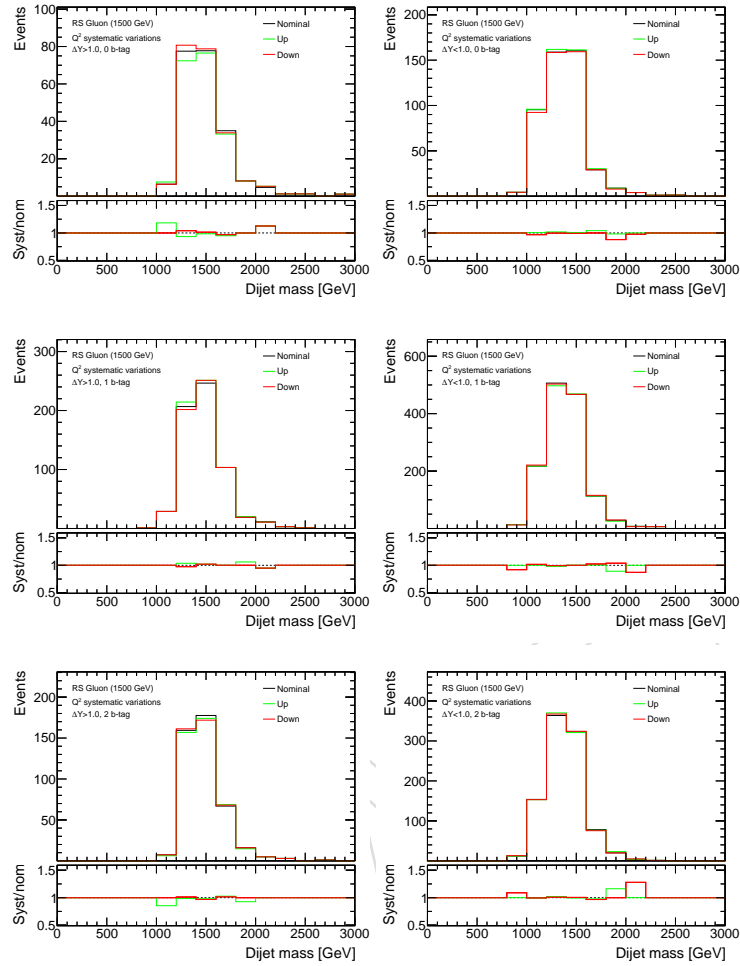 Events
100
80
60
40
20
RS Gluon (1500 GeV)
Q² systematic variations
ΔY>1.0, 0 b-tag
Nominal
Up
Down
Syst/nom
1.5
1
0.5
0 500 1000 1500 2000 2500 3000
Dijet mass [GeV]
Events
200
150
100
50
RS Gluon (1500 GeV)
Q² systematic variations
ΔY<1.0, 0 b-tag
Nominal
Up
Down
Syst/nom
1.5
1
0.5
0 500 1000 1500 2000 2500 3000
Dijet mass [GeV]
Events
300
200
100
RS Gluon (1500 GeV)
Q² systematic variations
ΔY>1.0, 1 b-tag
Nominal
Up
Down
Syst/nom
1.5
1
0.5
0 500 1000 1500 2000 2500 3000
Dijet mass [GeV]
Events
600
400
200
RS Gluon (1500 GeV)
Q² systematic variations
ΔY<1.0, 1 b-tag
Nominal
Up
Down
Syst/nom
1.5
1
0.5
0 500 1000 1500 2000 2500 3000
Dijet mass [GeV]
Events
200
150
100
50
RS Gluon (1500 GeV)
Q² systematic variations
ΔY>1.0, 2 b-tag
Nominal
Up
Down
Syst/nom
1.5
1
0.5
0 500 1000 1500 2000 2500 3000
Dijet mass [GeV]
Events
400
300
200
100
RS Gluon (1500 GeV)
Q² systematic variations
ΔY<1.0, 2 b-tag
Nominal
Up
Down
Syst/nom
1.5
1
0.5
0 500 1000 1500 2000 2500 3000
Dijet mass [GeV]